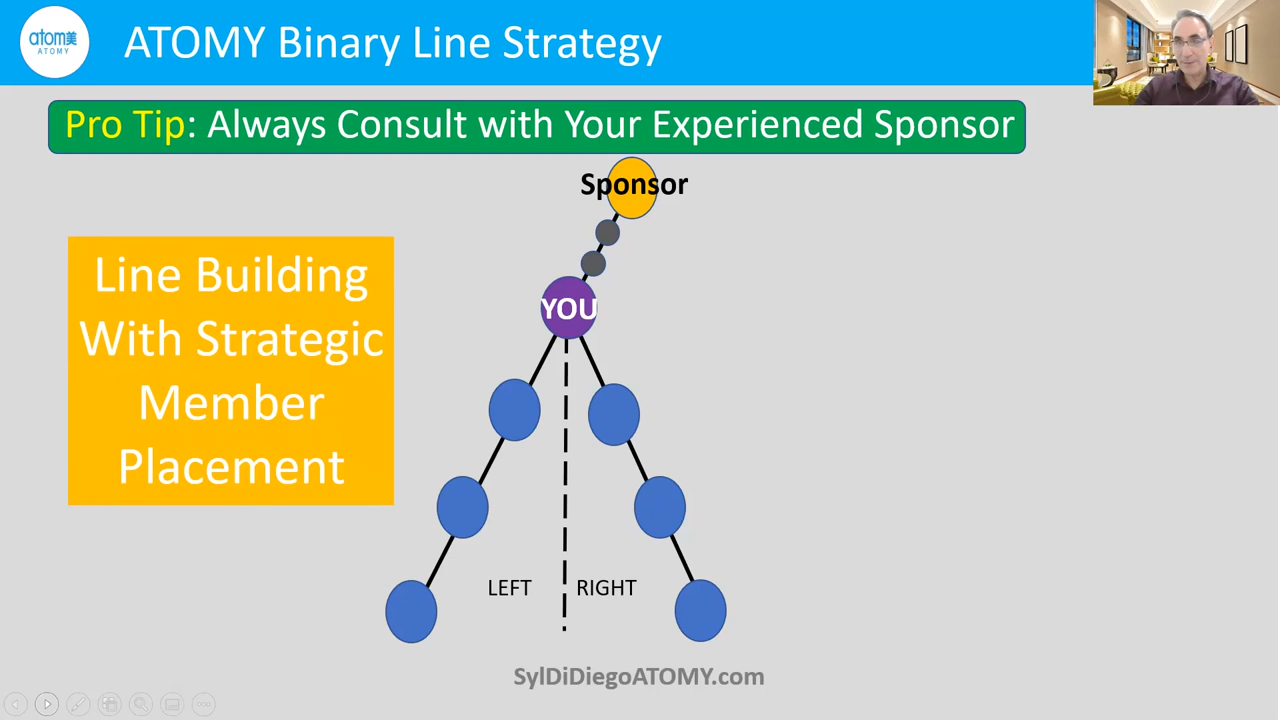 atom美
ATOMY
ATOMY Binary Line Strategy
Pro Tip: Always Consult with Your Experienced Sponsor
Sponsor
Line Building
With Strategic
Member
Placement
YOU
LEFT
RIGHT
SylDiDiegoATOMY.com